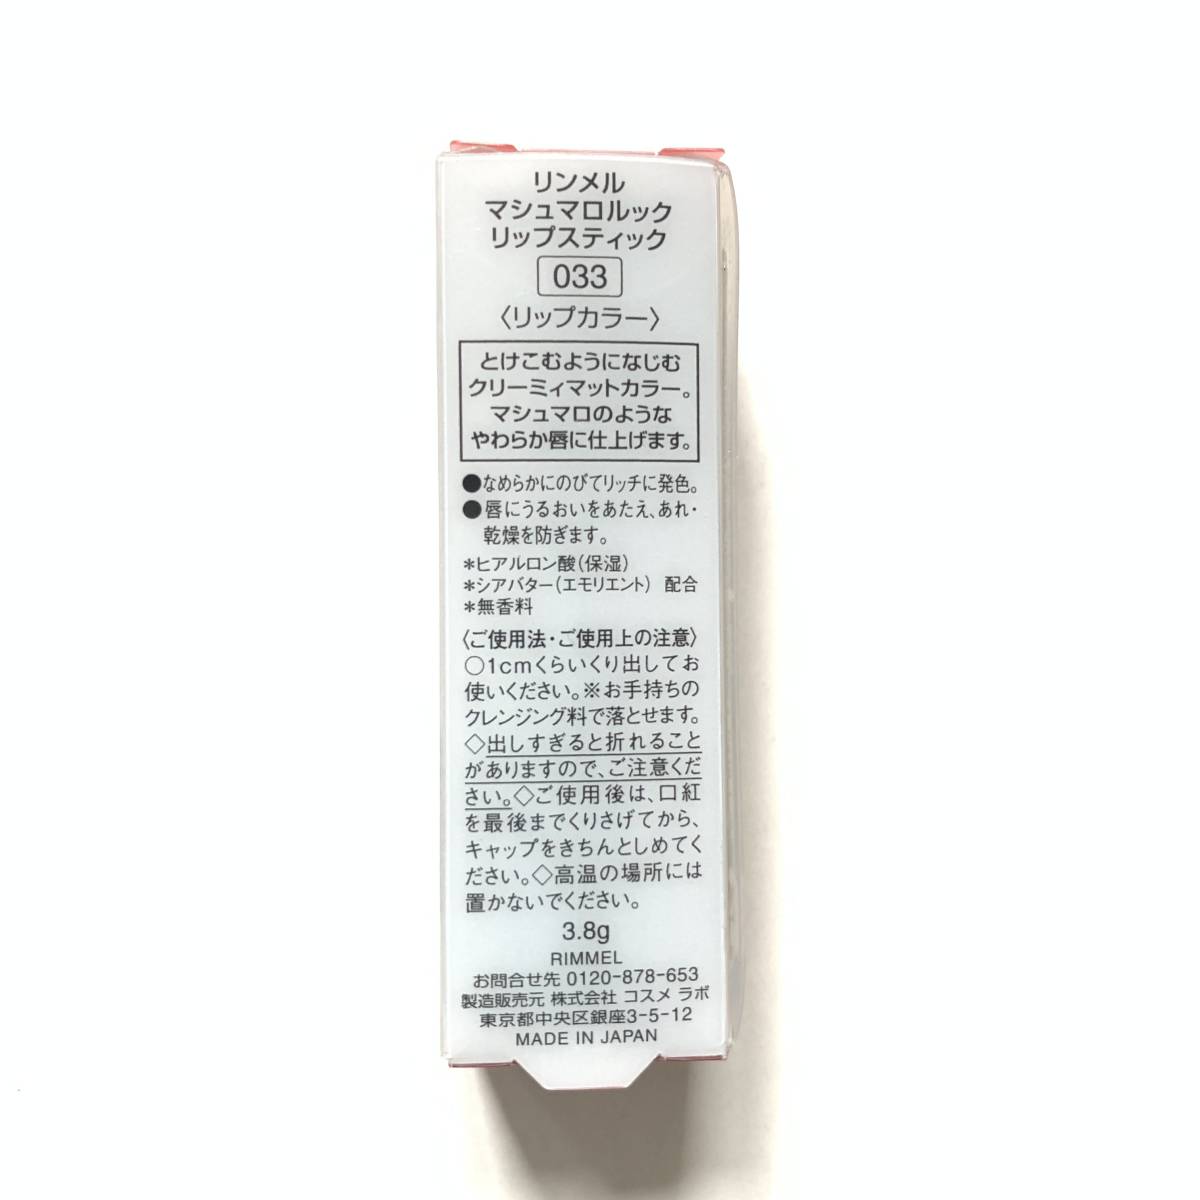 リンメル
マシュマロルック
リップスティック
033
〈リップカラー〉
とけこむようになじむ
クリーミィマットカラー。
マシュマロのような
やわらか唇に仕上げます。
●なめらかにのびてリッチに発色。
●唇にうるおいをあたえ、あれ・
乾燥を防ぎます。
*ヒアルロン酸(保湿)
*シアバター(エモリエント) 配合
*無香料
〈ご使用法・ご使用上の注意〉
○1cmくらいくり出してお
使いください。※お手持ちの
クレンジング料で落とせます。
◇出しすぎると折れること
がありますので、ご注意くだ
さい。◇ご使用後は、口紅
を最後までくりさげてから、
キャップをきちんとしめてく
ださい。◇高温の場所には
置かないでください。
3.8g
RIMMEL
お問合せ先 0120-878-653
製造販売元 株式会社 コスメ ラボ
東京都中央区銀座3-5-12
MADE IN JAPAN